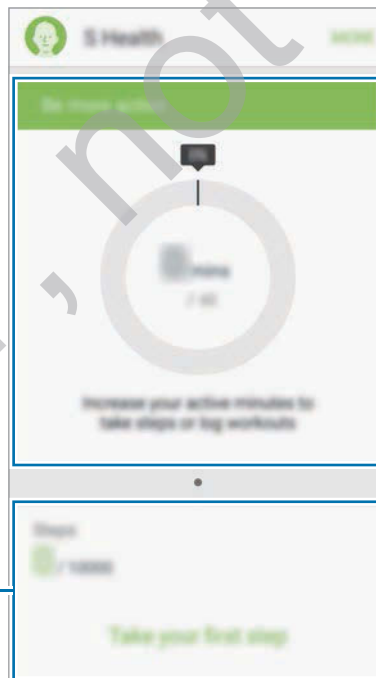 S Health
MORE
Be more active
mins
/ 60
Increase your active minutes to
take steps or log workouts
Steps
0 / 10000
Take your first step